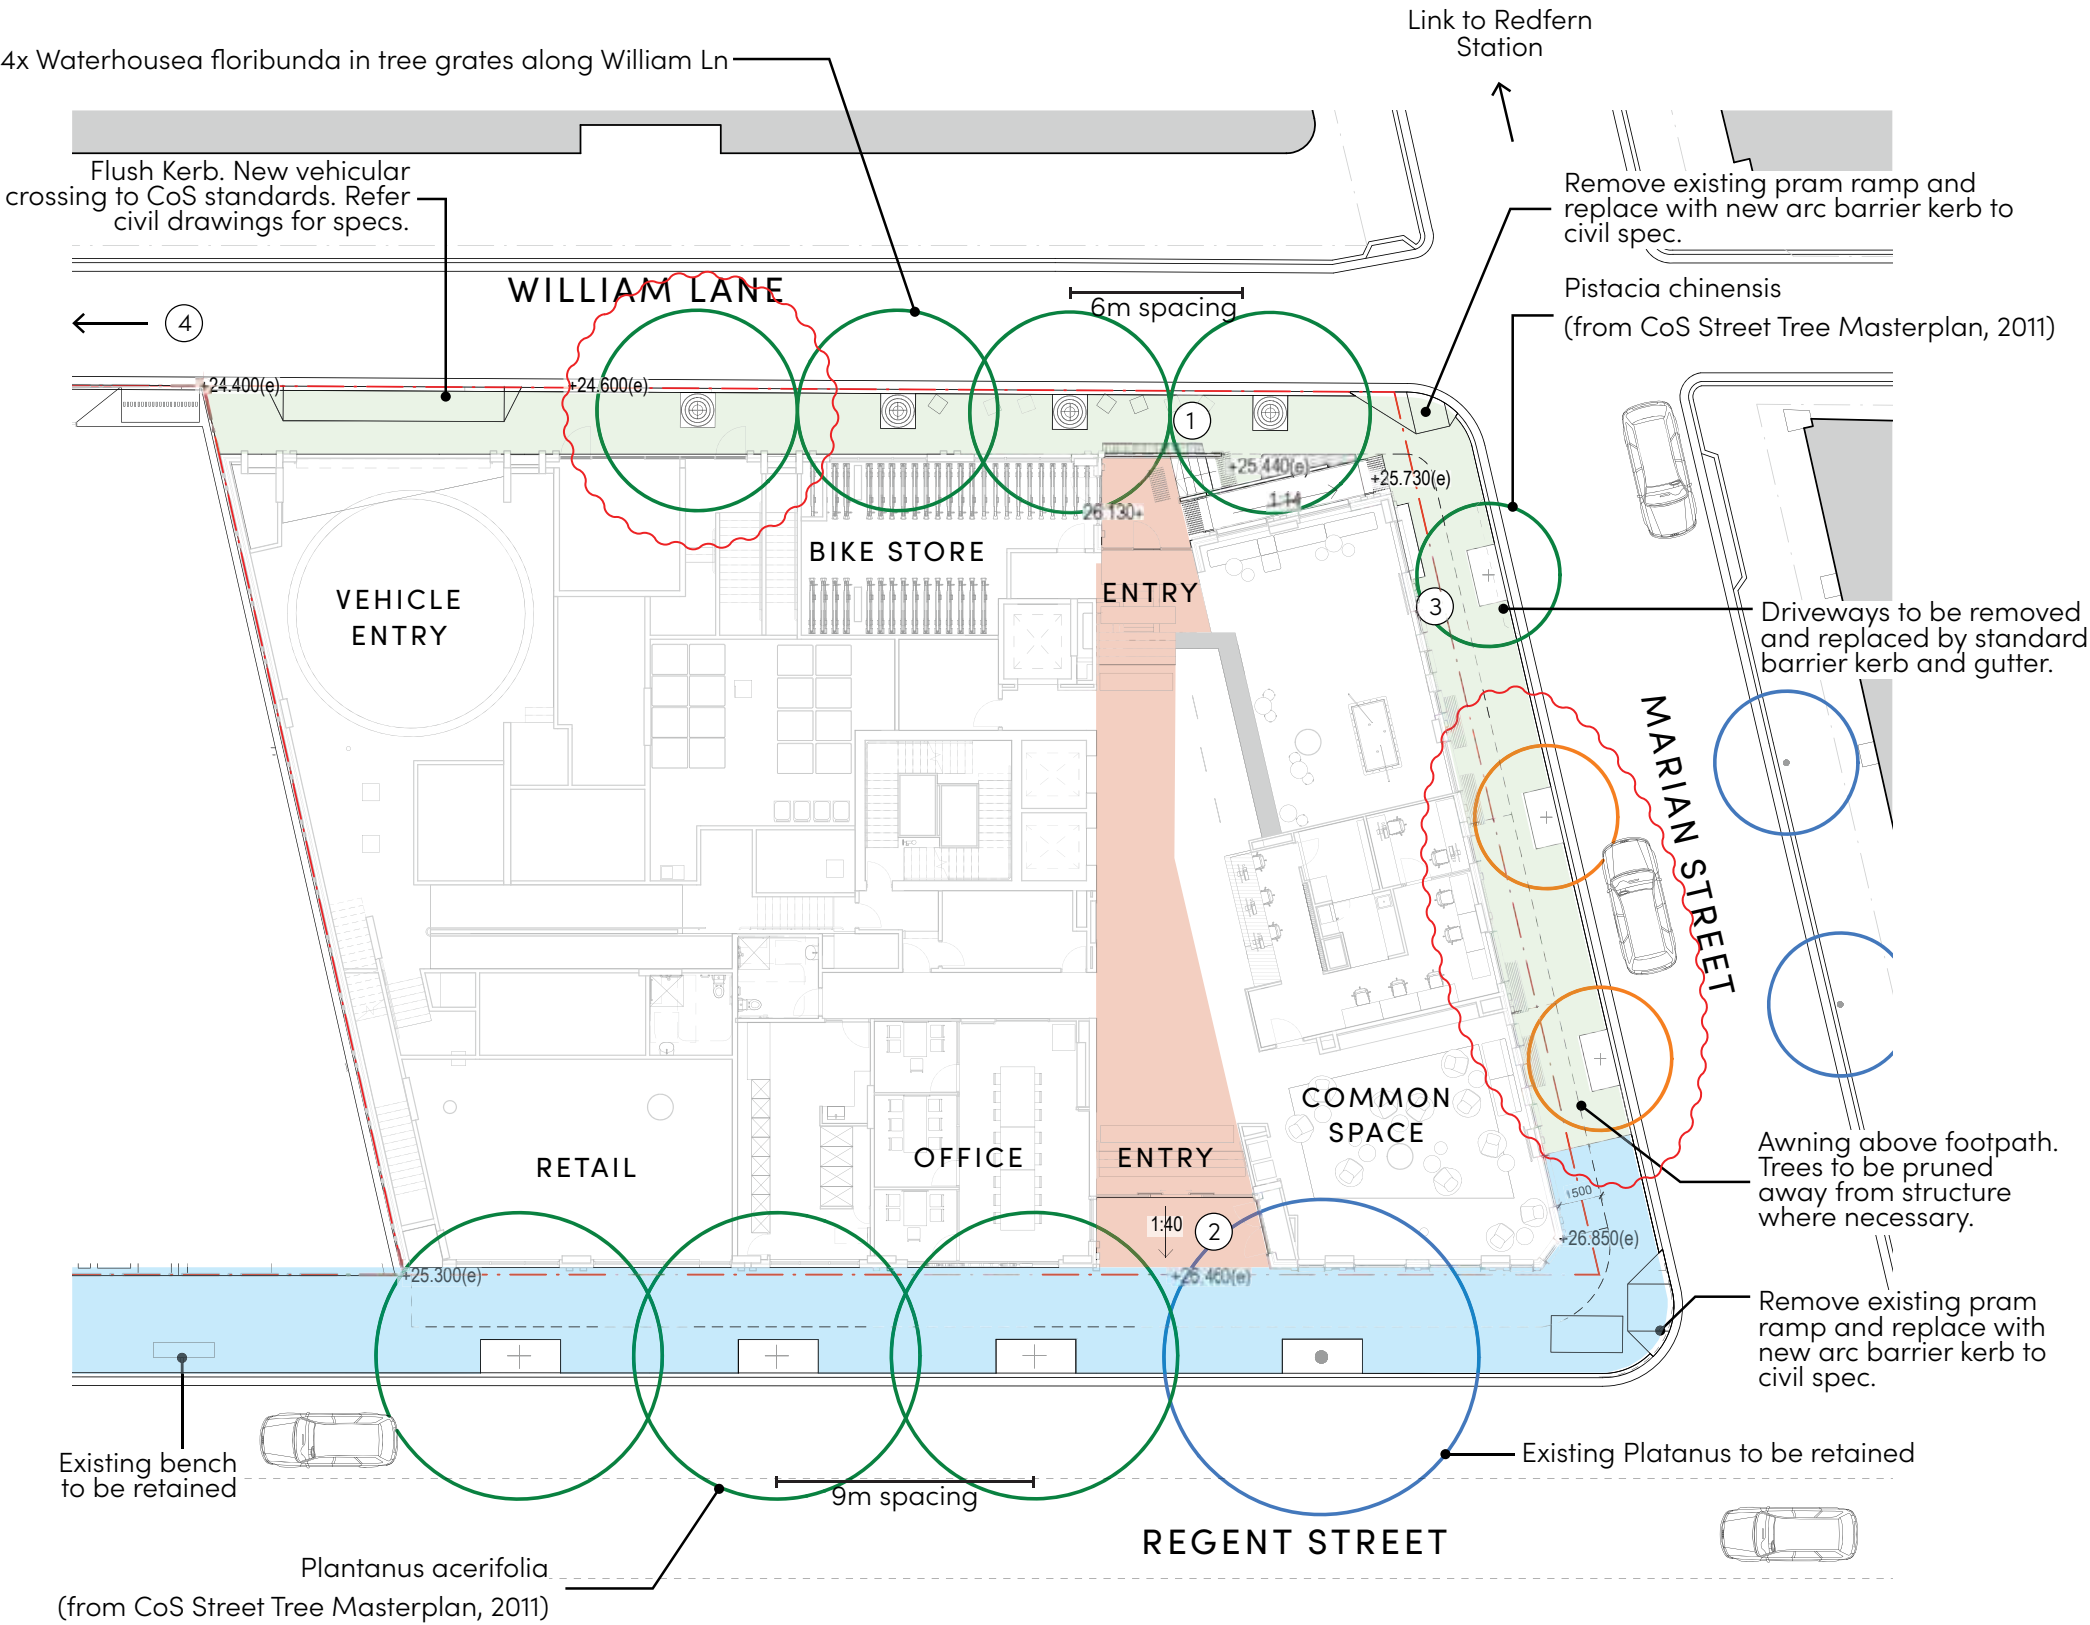 Link to Redfern
Station
4x Waterhousea floribunda in tree grates along William Ln
Flush Kerb. New vehicular
crossing to CoS standards. Refer
civil drawings for specs.
Remove existing pram ramp and
replace with new arc barrier kerb to
civil spec.
WILLIAM LANE
6m spacing
Pistacia chinensis
(from CoS Street Tree Masterplan, 2011)
4
+24.400(e)
+24.600(e)
1
+25.440(e)
+25.730(e)
1:14
26.130+
BIKE STORE
ENTRY
VEHICLE
ENTRY
3
Driveways to be removed
and replaced by standard
barrier kerb and gutter.
MARIAN STREET
COMMON
SPACE
RETAIL
OFFICE
ENTRY
Awning above footpath.
Trees to be pruned
away from structure
where necessary.
1500
1:40
2
+26.850(e)
+25.300(e)
+26.460(e)
Remove existing pram
ramp and replace with
new arc barrier kerb to
civil spec.
Existing bench
to be retained
Existing Platanus to be retained
9m spacing
REGENT STREET
Plantanus acerifolia
(from CoS Street Tree Masterplan, 2011)